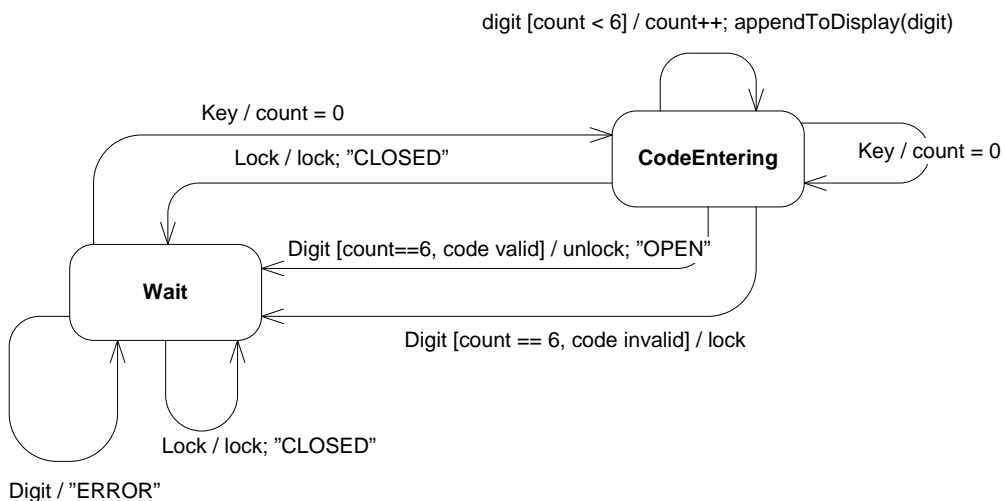 digit [count < 6] / count++; appendToDisplay(digit)
Key / count = 0
Lock / lock; ”CLOSED”
CodeEntering
Key / count = 0
Digit [count==6, code valid] / unlock; ”OPEN”
Wait
Digit [count == 6, code invalid] / lock
Lock / lock; ”CLOSED”
Digit / ”ERROR”